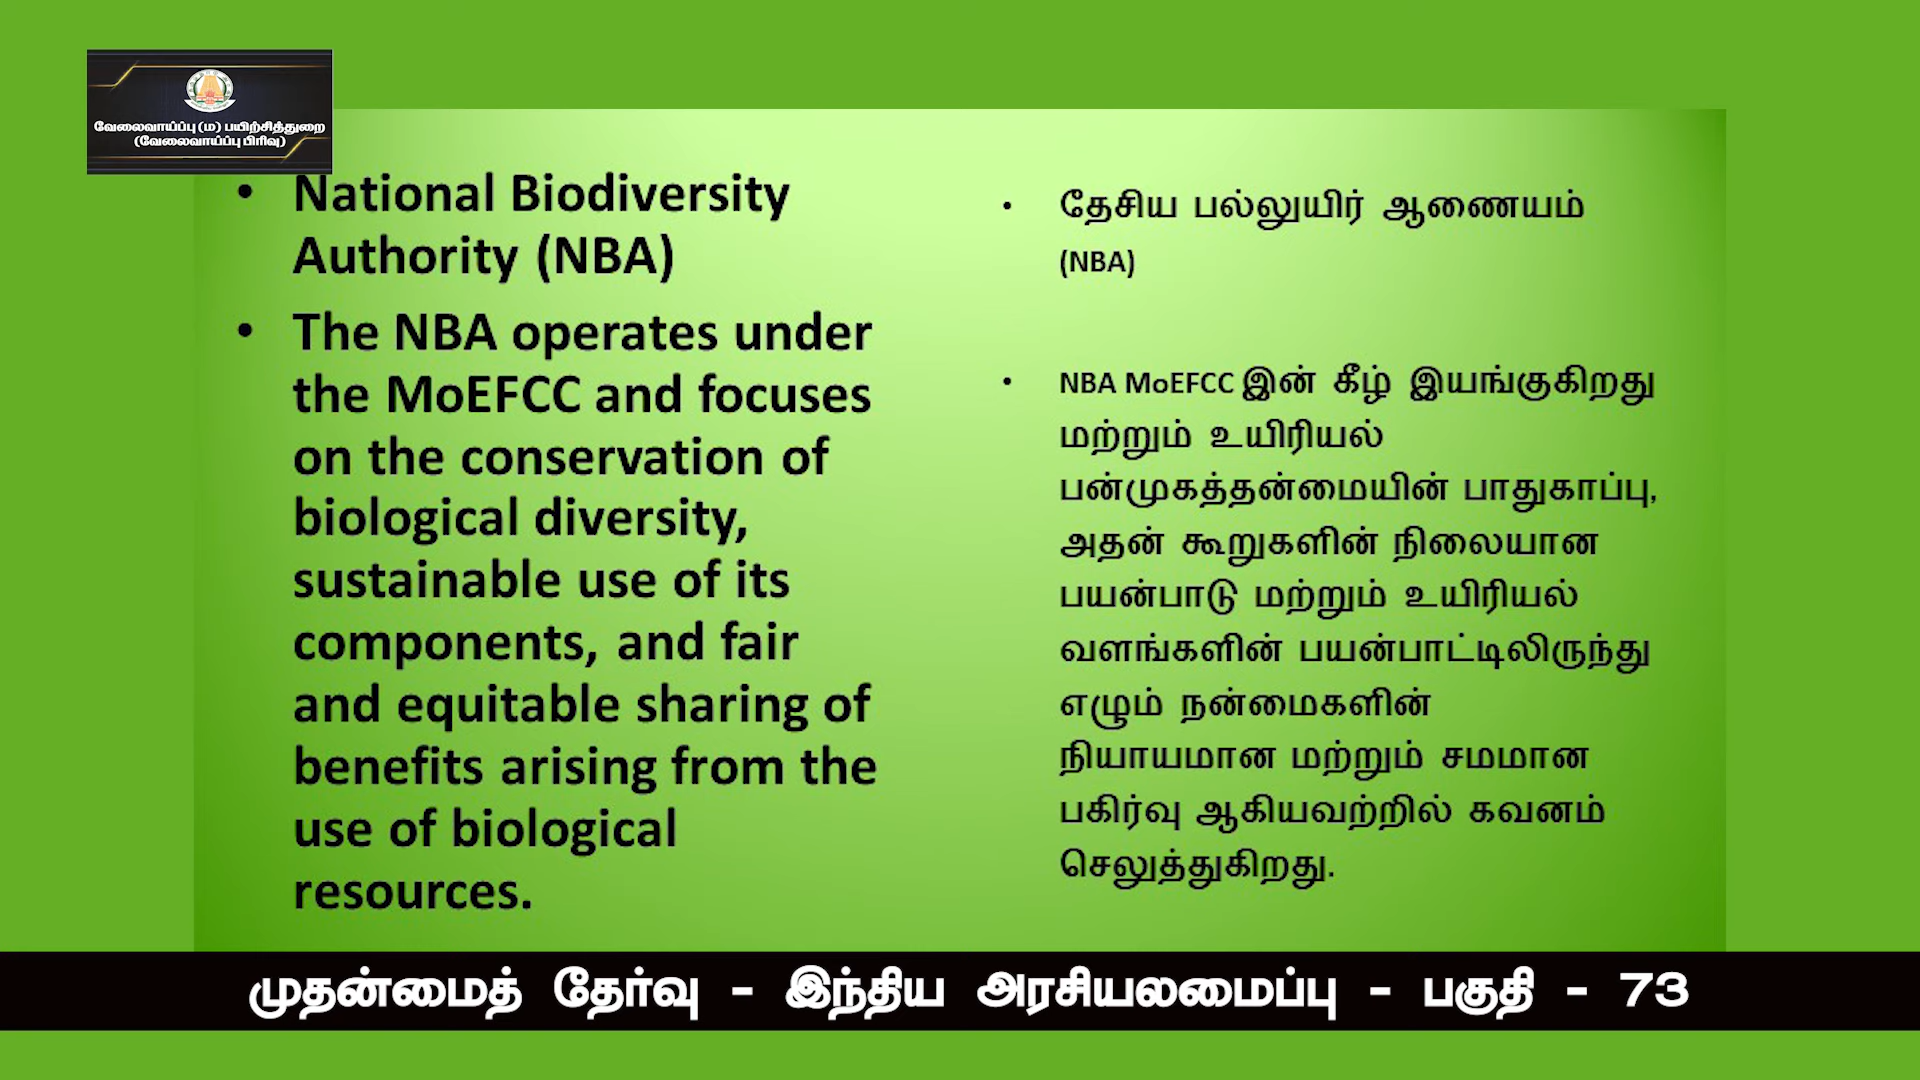 வேலைவாய்ப்பு (ம) பயிற்சித்துறை
(வேலைவாய்ப்பு பிரிவு)
• National Biodiversity
Authority (NBA)
• The NBA operates under
the MoEFCC and focuses
on the conservation of
biological diversity,
sustainable use of its
components, and fair
and equitable sharing of
benefits arising from the
use of biological
resources.
• தேசிய பல்லுயிர் ஆணையம்
(NBA)
• NBA MoEFCC இன் கீழ் இயங்குகிறது
மற்றும் உயிரியல்
பன்முகத்தன்மையின் பாதுகாப்பு,
அதன் கூறுகளின் நிலையான
பயன்பாடு மற்றும் உயிரியல்
வளங்களின் பயன்பாட்டிலிருந்து
எழும் நன்மைகளின்
நியாயமான மற்றும் சமமான
பகிர்வு ஆகியவற்றில் கவனம்
செலுத்துகிறது.
முதன்மைத் தேர்வு - இந்திய அரசியலமைப்பு - பகுதி - 73